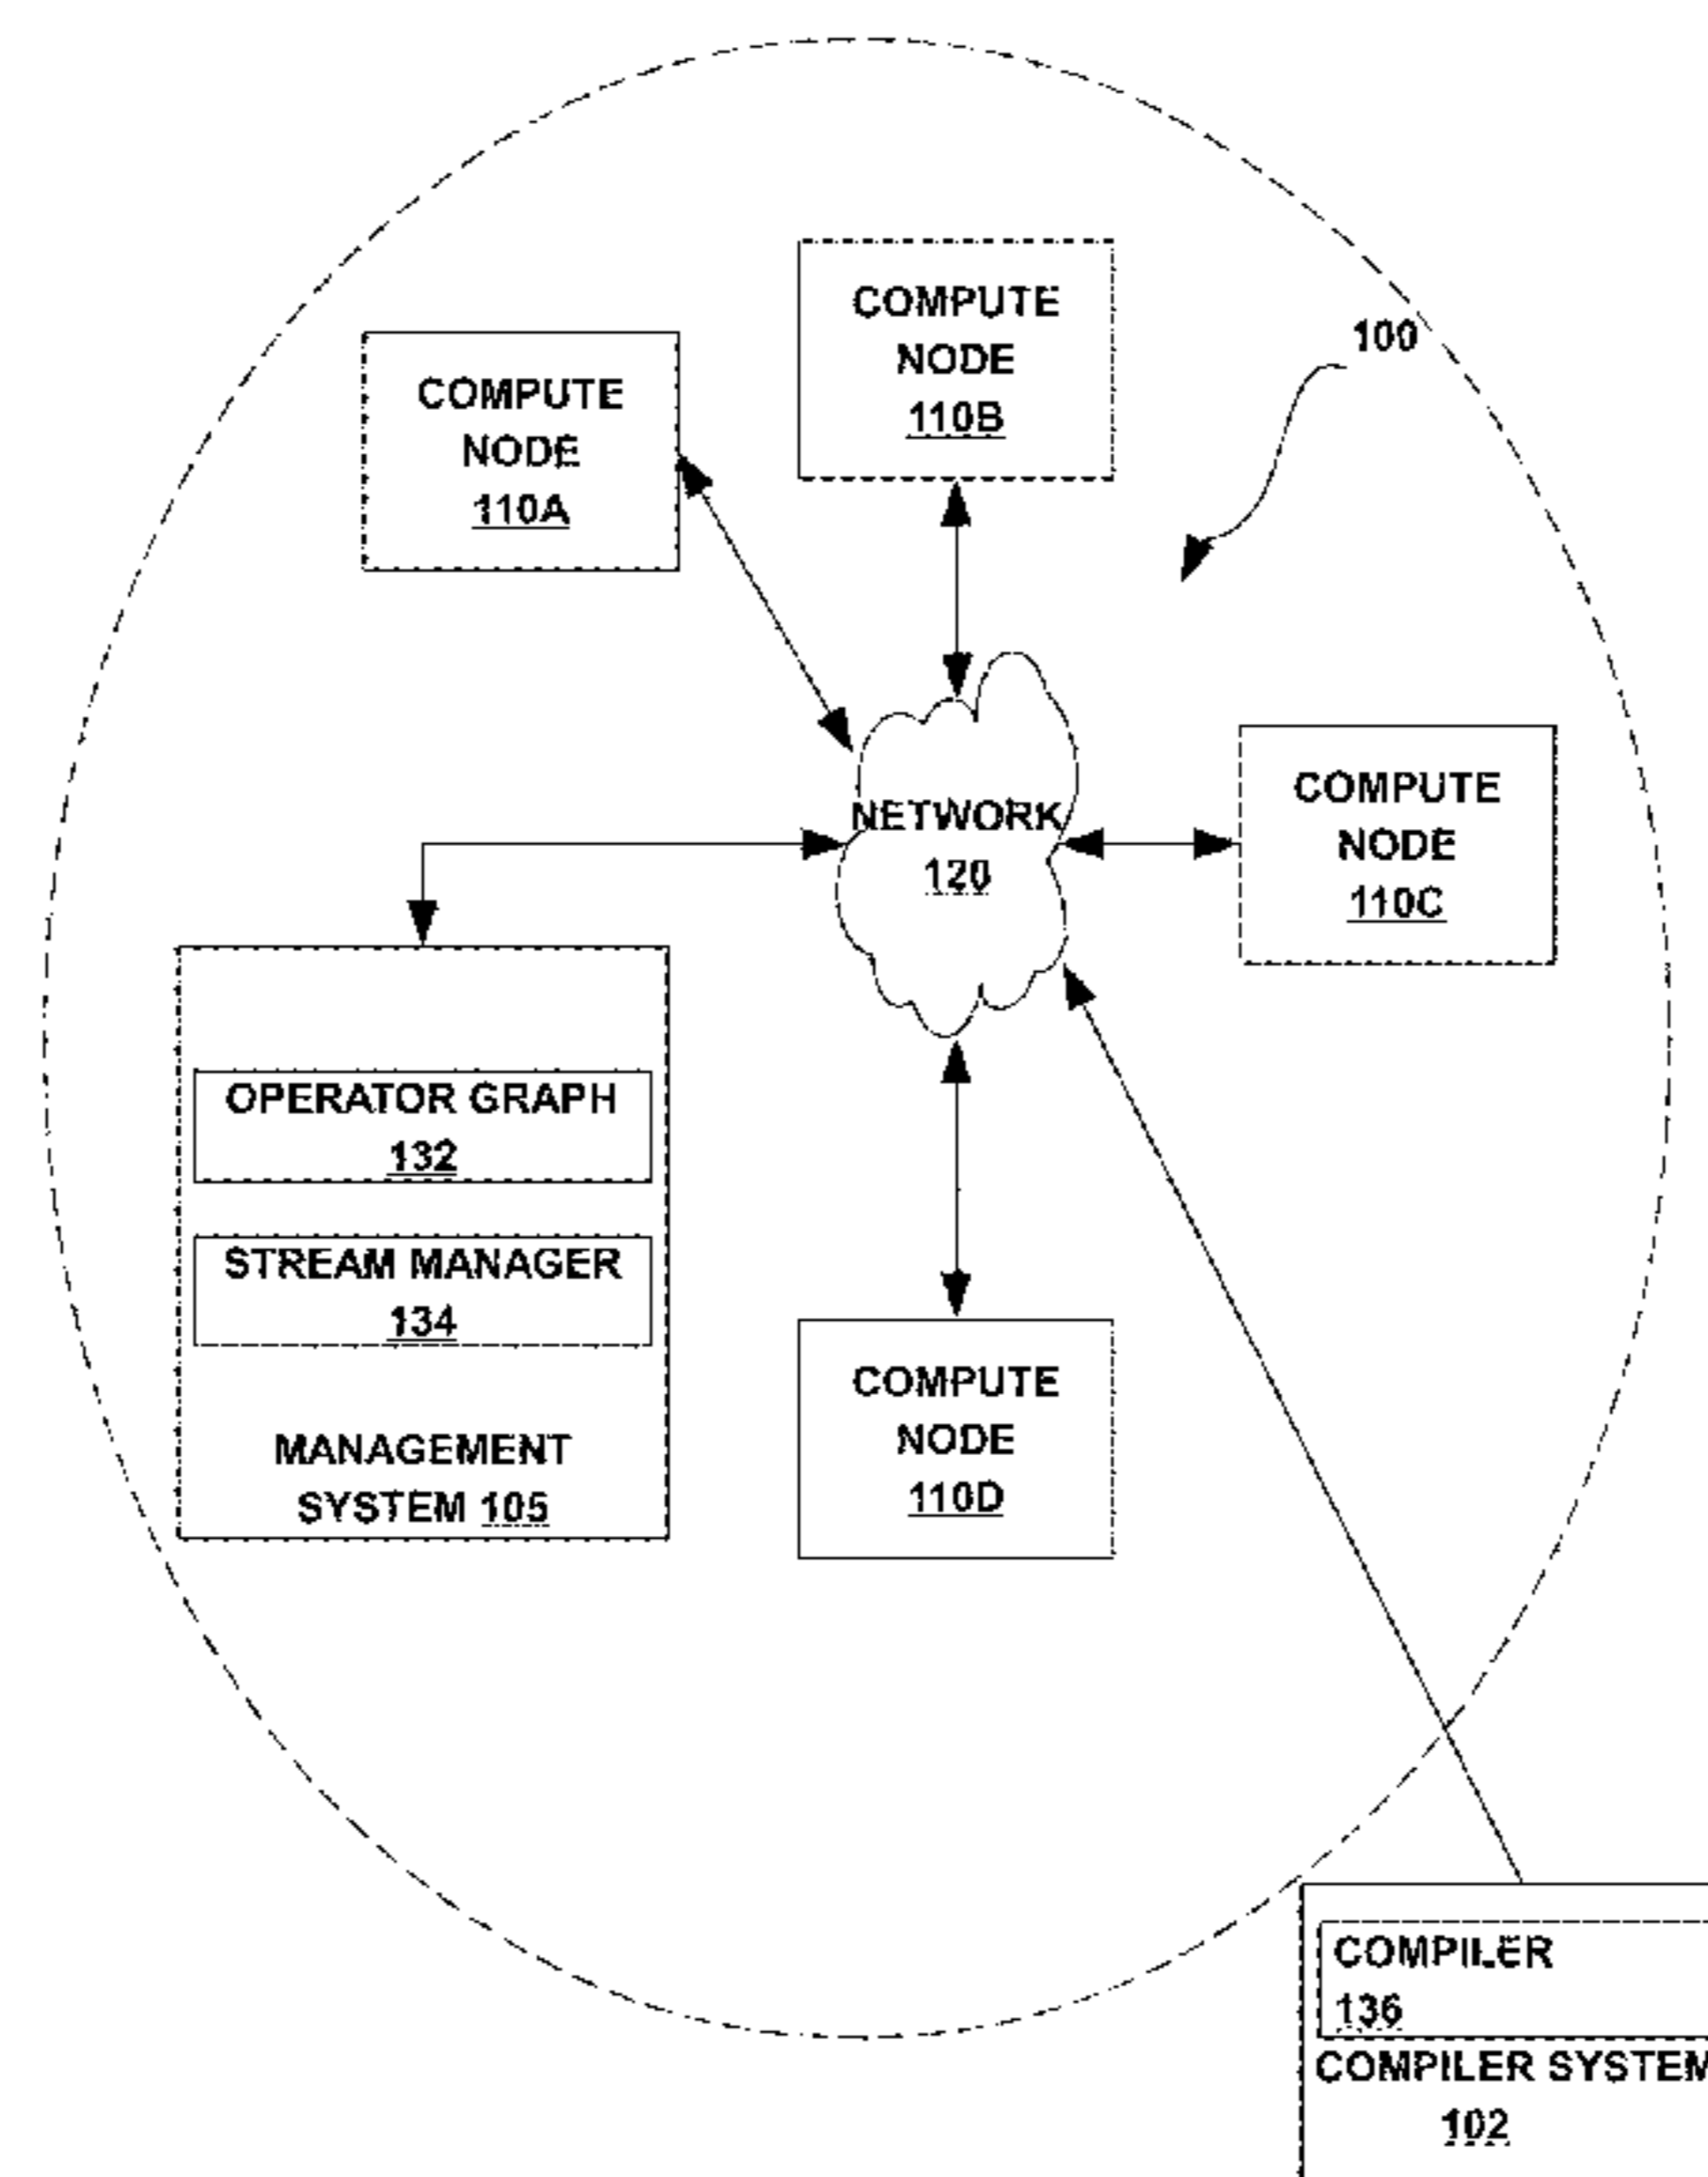 COMPUTE
NODE
110B
100
COMPUTE
NODE
110A
COMPUTE
NODE
110C
NETWORK
120
OPERATOR GRAPH
132
STREAM MANAGER
134
MANAGEMENT
SYSTEM 105
COMPUTE
NODE
110D
COMPILER
136
COMPILER SYSTEM
102